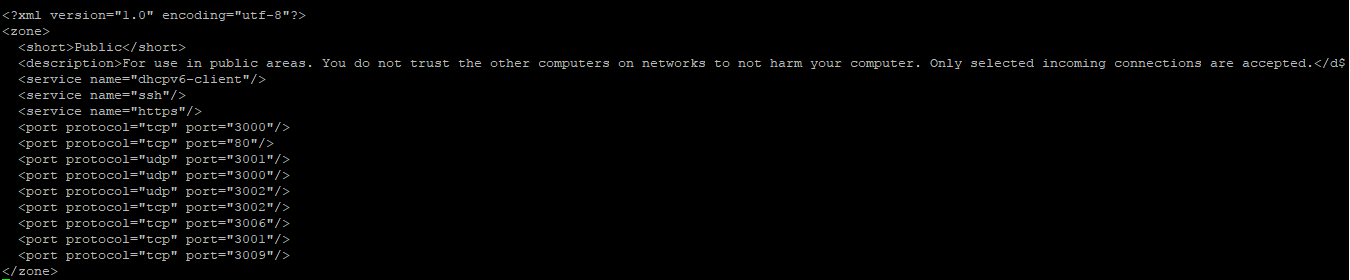 <?xml version="1.0" encoding="utf-8"?>
<zone>
  <short>Public</short>
  <description>For use in public areas. You do not trust the other computers on networks to not harm your computer. Only selected incoming connections are accepted.</d$
  <service name="dhcpv6-client"/>
  <service name="ssh"/>
  <service name="https"/>
  <port protocol="tcp" port="3000"/>
  <port protocol="tcp" port="80"/>
  <port protocol="udp" port="3001"/>
  <port protocol="udp" port="3000"/>
  <port protocol="udp" port="3002"/>
  <port protocol="tcp" port="3002"/>
  <port protocol="tcp" port="3006"/>
  <port protocol="tcp" port="3001"/>
  <port protocol="tcp" port="3009"/>
</zone>